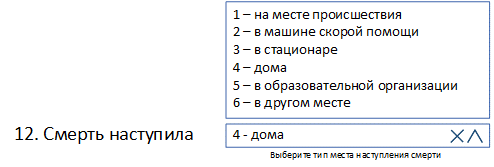 1 – на месте происшествия
2 – в машине скорой помощи
3 – в стационаре
4 – дома
5 – в образовательной организации
6 – в другом месте
12. Смерть наступила
4 - дома
Выберите тип места наступления смерти